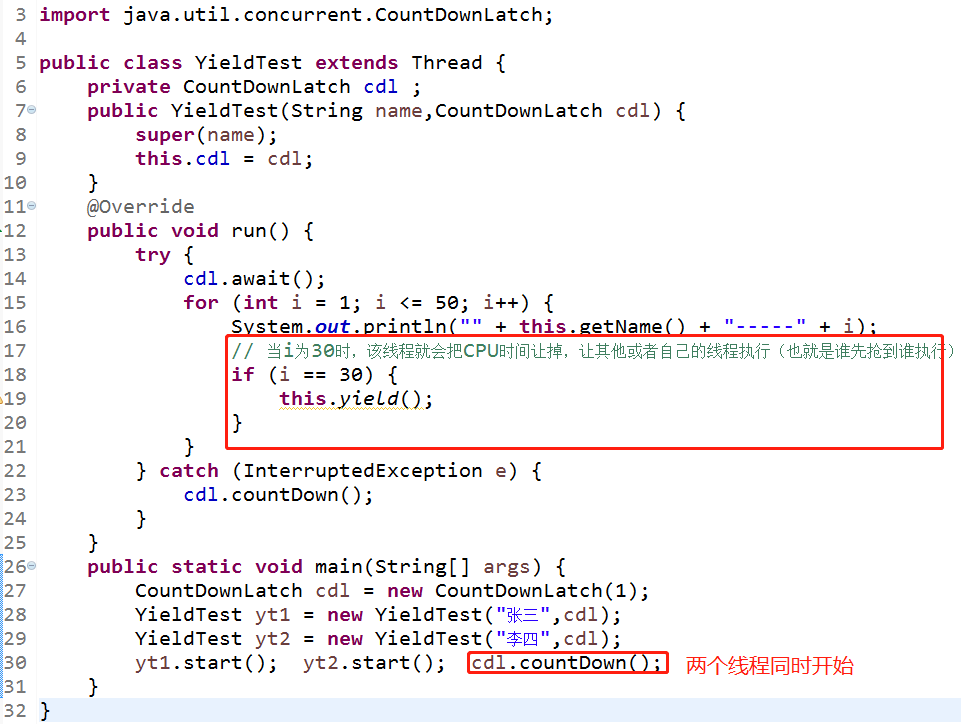 3 import java.util.concurrent.CountDownLatch;
4
5 public class YieldTest extends Thread {
6     private CountDownLatch cdl ;
7     public YieldTest(String name,CountDownLatch cdl) {
8         super(name);
9         this.cdl = cdl;
10     }
11     @Override
12     public void run() {
13         try {
14             cdl.await();
15             for (int i = 1; i <= 50; i++) {
16                 System.out.println("" + this.getName() + "-----" + i);
17                 // 当i为30时，该线程就会把CPU时间让掉，让其他或者自己的线程执行（也就是谁先抢到谁执行）
18                 if (i == 30) {
19                     this.yield();
20                 }
21             }
22         } catch (InterruptedException e) {
23             cdl.countDown();
24         }
25     }
26     public static void main(String[] args) {
27         CountDownLatch cdl = new CountDownLatch(1);
28         YieldTest yt1 = new YieldTest("张三",cdl);
29         YieldTest yt2 = new YieldTest("李四",cdl);
30         yt1.start();  yt2.start();  cdl.countDown(); 两个线程同时开始
31     }
32 }